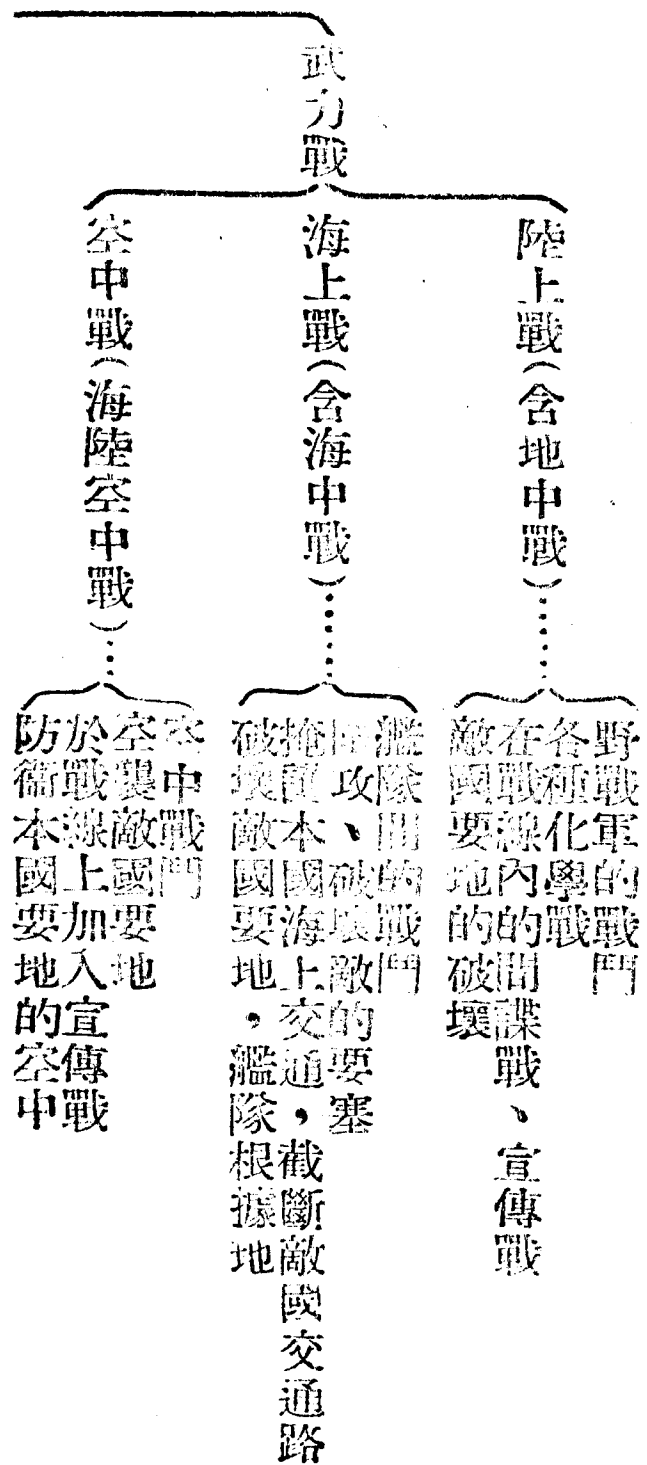 武力戰
陸上戰(含地中戰)……
野戰軍的戰鬥
各種化學戰
在戰線內的間諜戰、宣傳戰
敵國要地的破壞
海上戰(含海中戰)……
艦隊間的戰鬥
攻、破壞敵的要塞
掩護本國海上交通,截斷敵國交通路
破壞敵國要地,艦隊根據地
空中戰(海陸空中戰)…
空中戰鬥
空襲敵國要地
於戰線上加入宣傳戰
防衞本國要地的空中